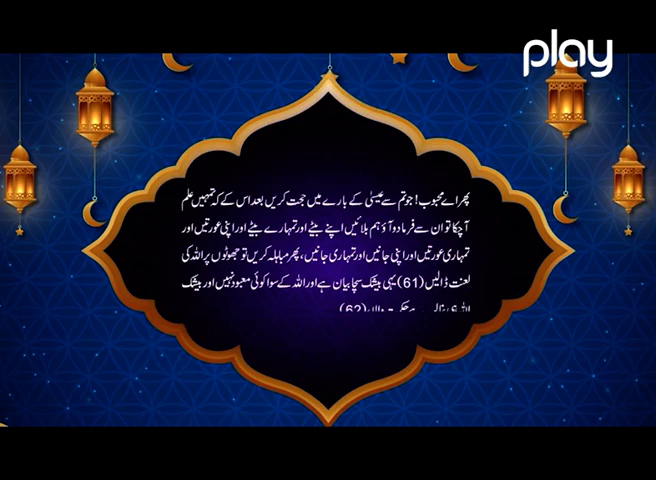 play
پھر اے محبوب! جو تم سے عیسیٰ کے بارے میں حجت کریں بعد اس کے کہ تمہیں علم
آچکا تو ان سے فرما دو آؤ ہم بلائیں اپنے بیٹے اور تمہارے بیٹے اور اپنی عورتیں اور
تمہاری عورتیں اور اپنی جانیں اور تمہاری جانیں، پھر مباہلہ کریں تو جھوٹوں پر اللہ کی
لعنت ڈالیں (61) یہی بیشک سچا بیان ہے اور اللہ کے سوا کوئی معبود نہیں اور بیشک
(62)